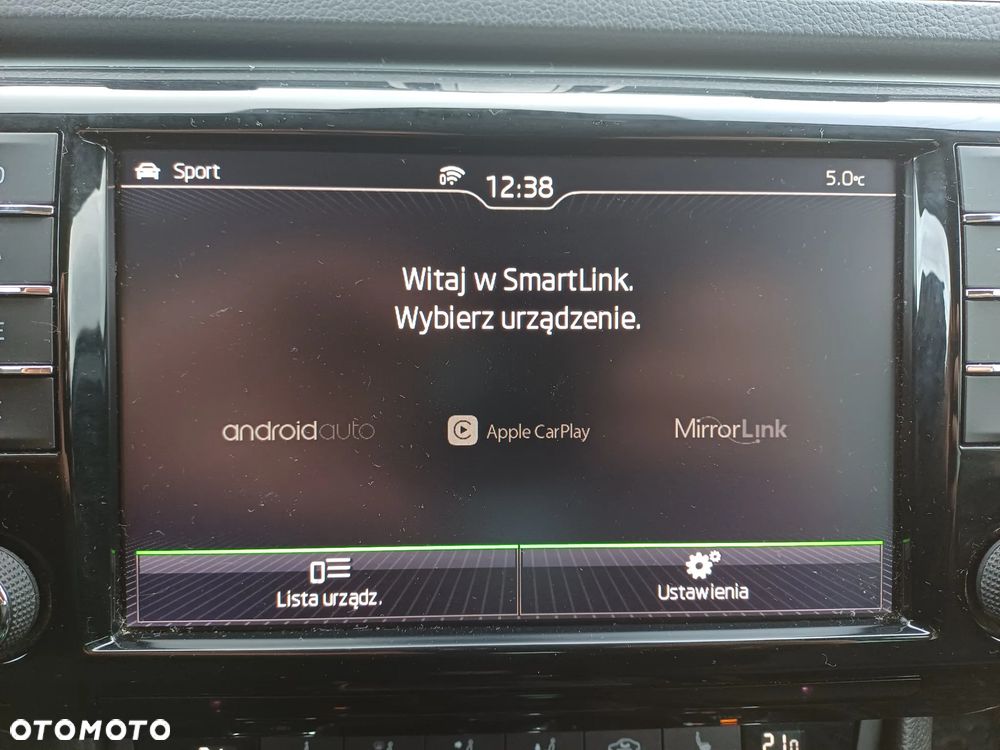 Sport
12:38
5.0°C
Witaj w SmartLink.
Wybierz urządzenie.
androidauto
Apple CarPlay
MirrorLink
Lista urządz.
Ustawienia
OTOMOTO